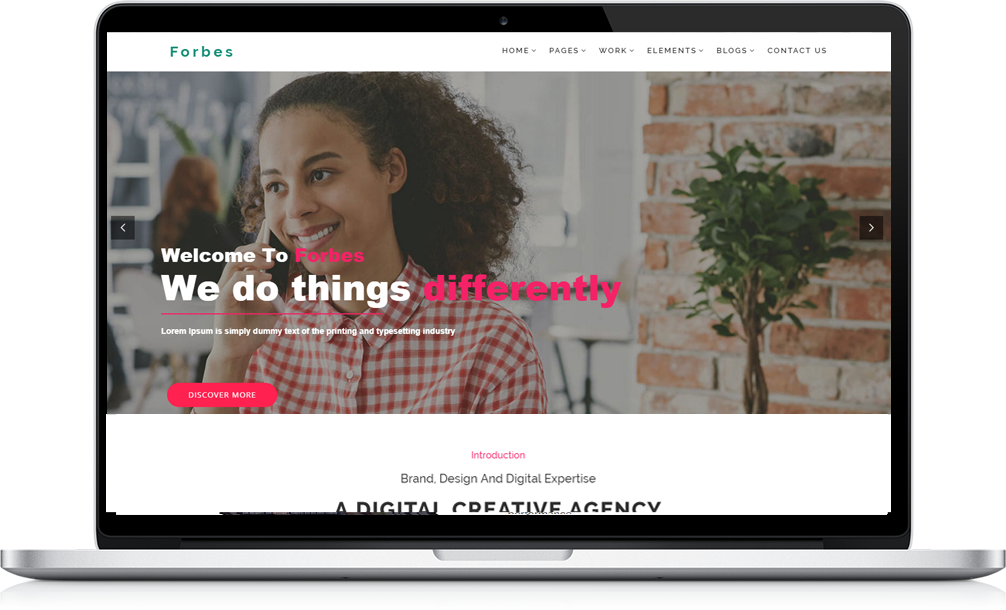 Forbes
HOME PAGES WORK ELEMENTS BLOGS CONTACT US
Welcome To Forbes
We do things differently
Lorem Ipsum is simply dummy text of the printing and typesetting industry
DISCOVER MORE
Introduction
Brand, Design And Digital Expertise
A DIGITAL CREATIVE AGENCY
performance